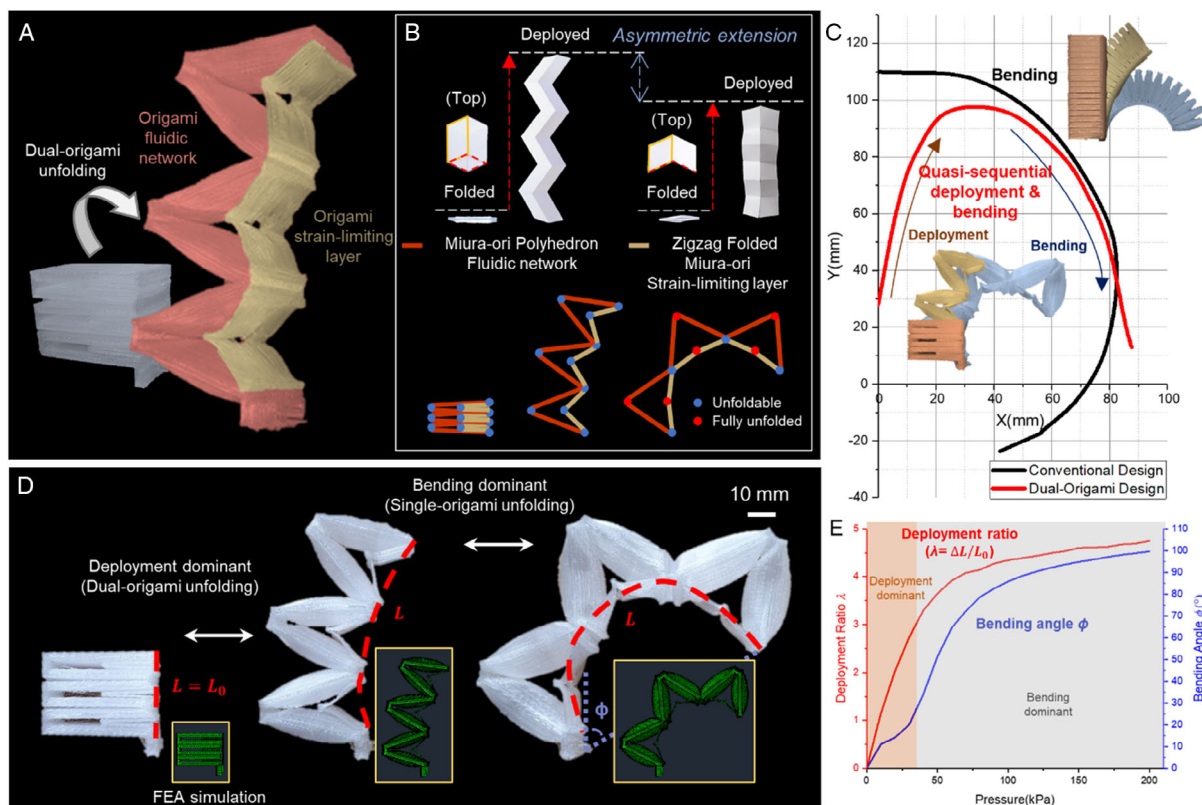 A
Origami
fluidic
network
Dual-origami
unfolding
Origami
strain-limiting
layer
B
Deployed
Asymmetric extension
Deployed
(Top)
(Top)
Folded
Folded
Miura-ori Polyhedron
Fluidic network
Zigzag Folded
Miura-ori
Strain-limiting layer
Unfoldable
Fully unfolded
C
120
100
80
60
40
20
0
-20
-40
Y(mm)
0
20
40
60
80
100
X(mm)
Bending
Quasi-sequential
deployment &
bending
Deployment
Bending
Conventional Design
Dual-Origami Design
D
Bending dominant
(Single-origami unfolding)
10 mm
Deployment dominant
(Dual-origami unfolding)
L = L₀
L
L
ϕ
FEA simulation
E
Deployment ratio
(λ= ΔL/L₀)
Deployment
dominant
Bending angle ϕ
Bending
dominant
Deployment Ratio λ
5
4
3
2
1
0
Bending Angle ϕ (°)
110
100
90
80
70
60
50
40
30
20
10
0
0
50
100
150
200
Pressure(kPa)